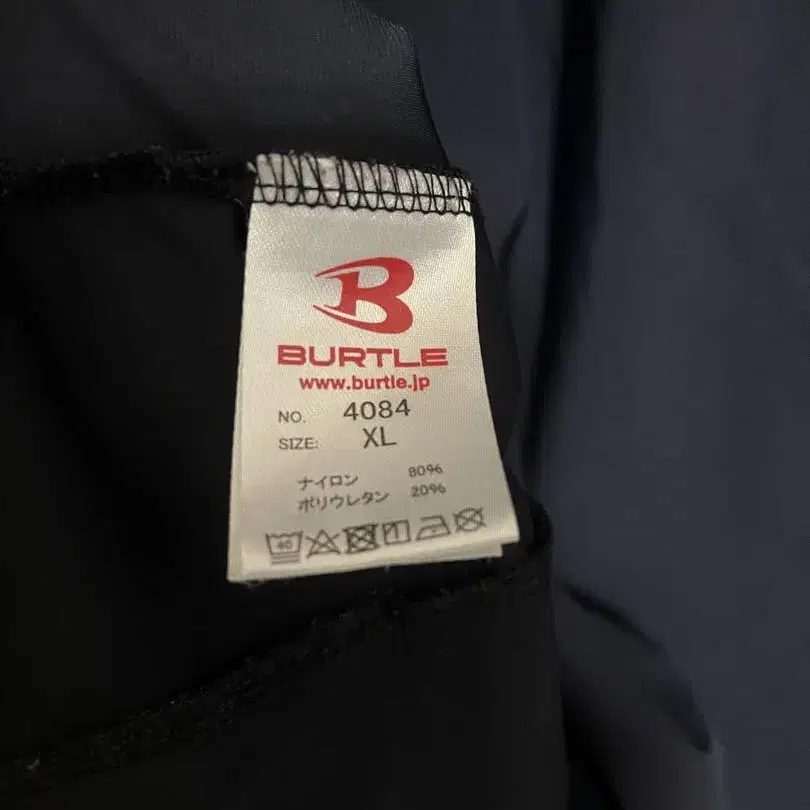 BURTLE
www.burtle.jp
NO. 4084
SIZE: XL
ナイロン 80%
ポリウレタン 20%
40